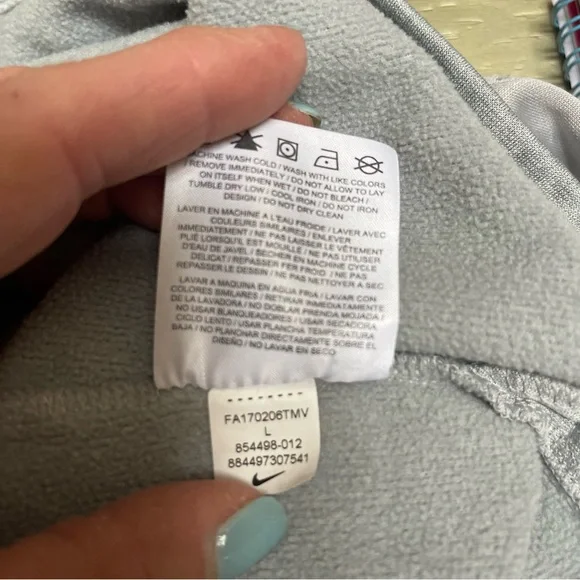 MACHINE WASH COLD / WASH WITH LIKE COLORS
/ REMOVE IMMEDIATELY / DO NOT ALLOW TO LAY
ON ITSELF WHEN WET / DO NOT BLEACH /
TUMBLE DRY LOW / COOL IRON / DO NOT IRON
DESIGN / DO NOT DRY CLEAN
LAVER EN MACHINE A L'EAU FROIDE / LAVER AVEC
COULEURS SIMILAIRES / ENLEVER
IMMEDIATEMENT / NE PAS LAISSER LE VÊTEMENT
PLIÉ LORSQU'IL EST MOUILLE / NE PAS UTILISER
D'EAU DE JAVEL / SECHER EN MACHINE CYCLE
DELICAT / REPASSER FER FROID / NE PAS
REPASSER LE DESSIN / NE PAS NETTOYER A SEC
LAVAR A MAQUINA EN AGUA FRIA / LAVAR CON
COLORES SIMILARES / RETIRAR IMMEDIATAMENTE
DE LA LAVADORA / NO DOBLAR PRENDA MOJADA /
NO USAR BLANQUEADORES / USAR SECADORA
CICLO LENTO / USAR PLANCHA TEMPERATURA
BAJA / NO PLANCHAR DIRECTAMENTE SOBRE EL
DISEÑO / NO LAVAR EN SECO
FA170206TMV
L
854498-012
884497307541